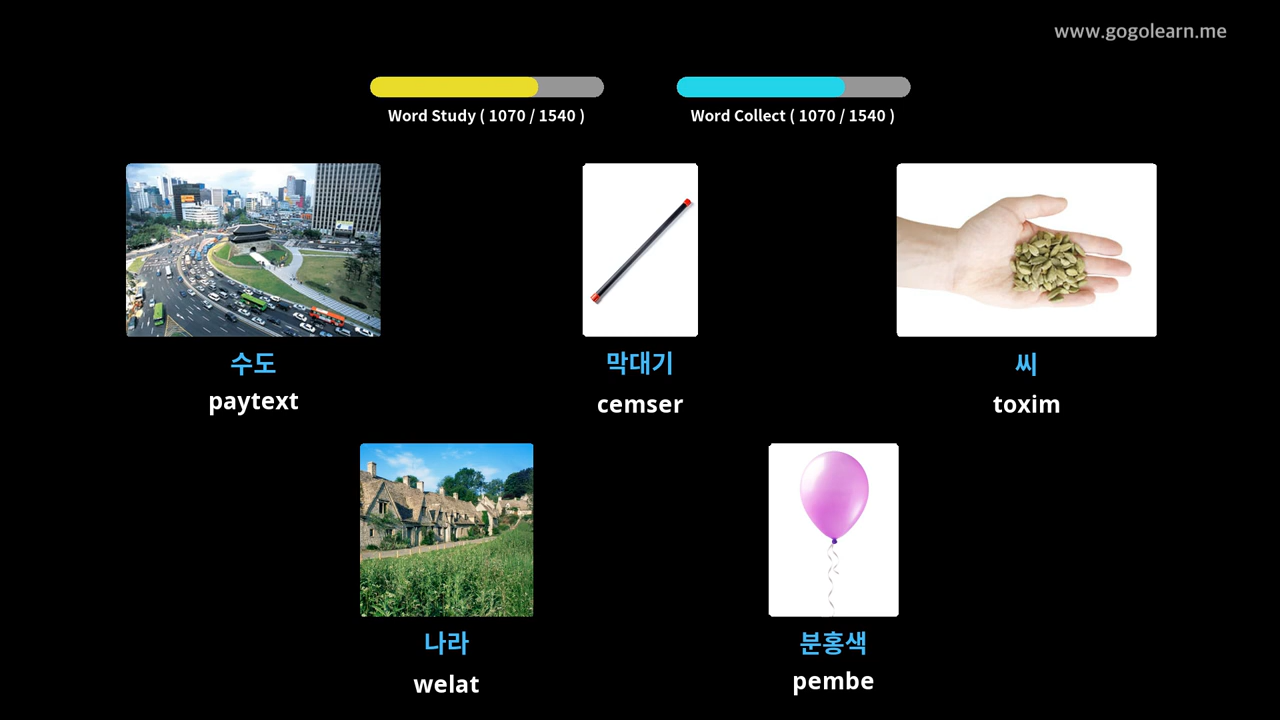 www.gogolearn.me
Word Study ( 1070 / 1540 )
Word Collect ( 1070 / 1540 )
수도
막대기
씨
paytext
cemser
toxim
나라
분홍색
welat
pembe